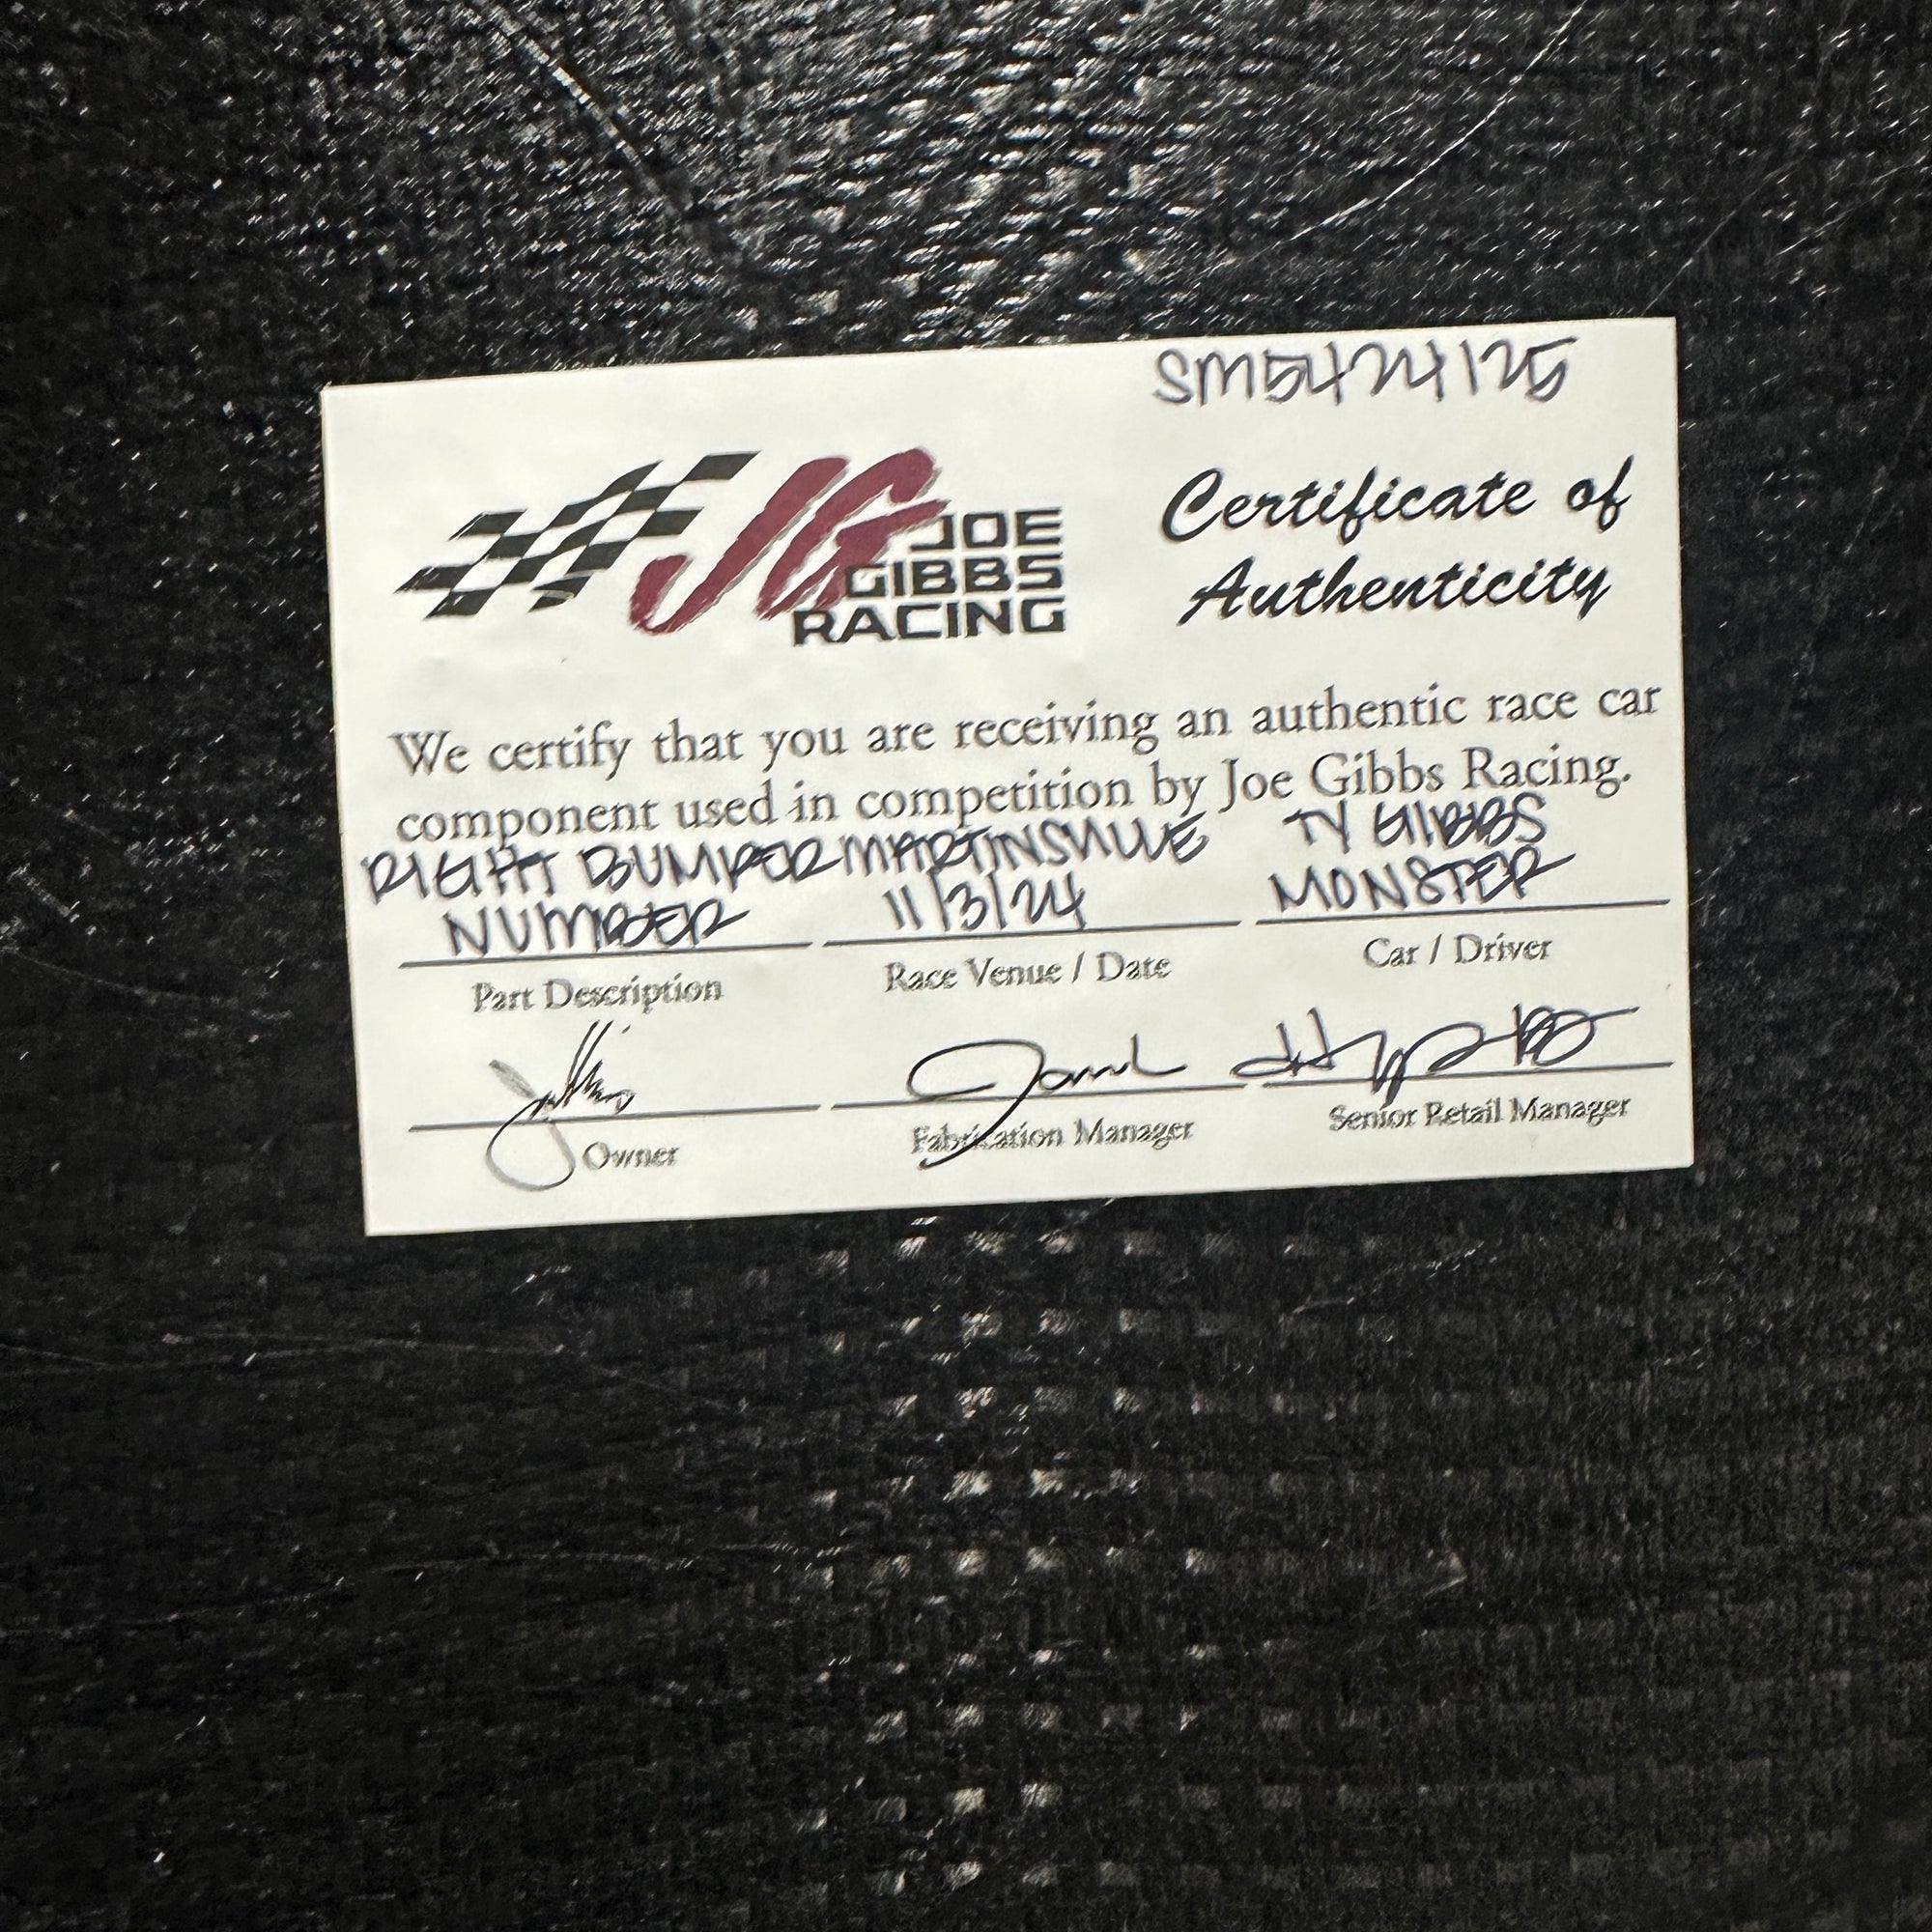 SM5424125
JG JOE
GIBBS
RACING
Certificate of
Authenticity
We certify that you are receiving an authentic race car
component used in competition by Joe Gibbs Racing.
RIGHT BUMPER MARTINSVILLE TY GIBBS
NUMBER 11/3/24 MONSTER
Part Description Race Venue / Date Car / Driver
Owner Fabrication Manager Senior Retail Manager